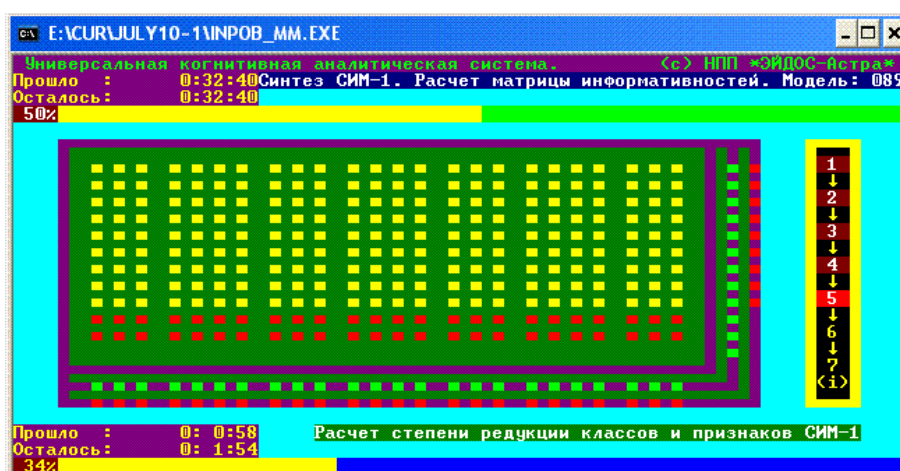 E:\CUR\JULY10-1\INPOB_MM.EXE
Универсальная когнитивная аналитическая система. (c) НПП *ЭЙДОС-Астра*
Прошло : 0:32:40 Синтез СИМ-1. Расчет матрицы информативностей. Модель: 089
Осталось: 0:32:40
50%
1
↓
2
↓
3
↓
4
↓
5
↓
6
↓
7
(i)
Прошло : 0: 0:58 Расчет степени редукции классов и признаков СИМ-1
Осталось: 0: 1:54
34%